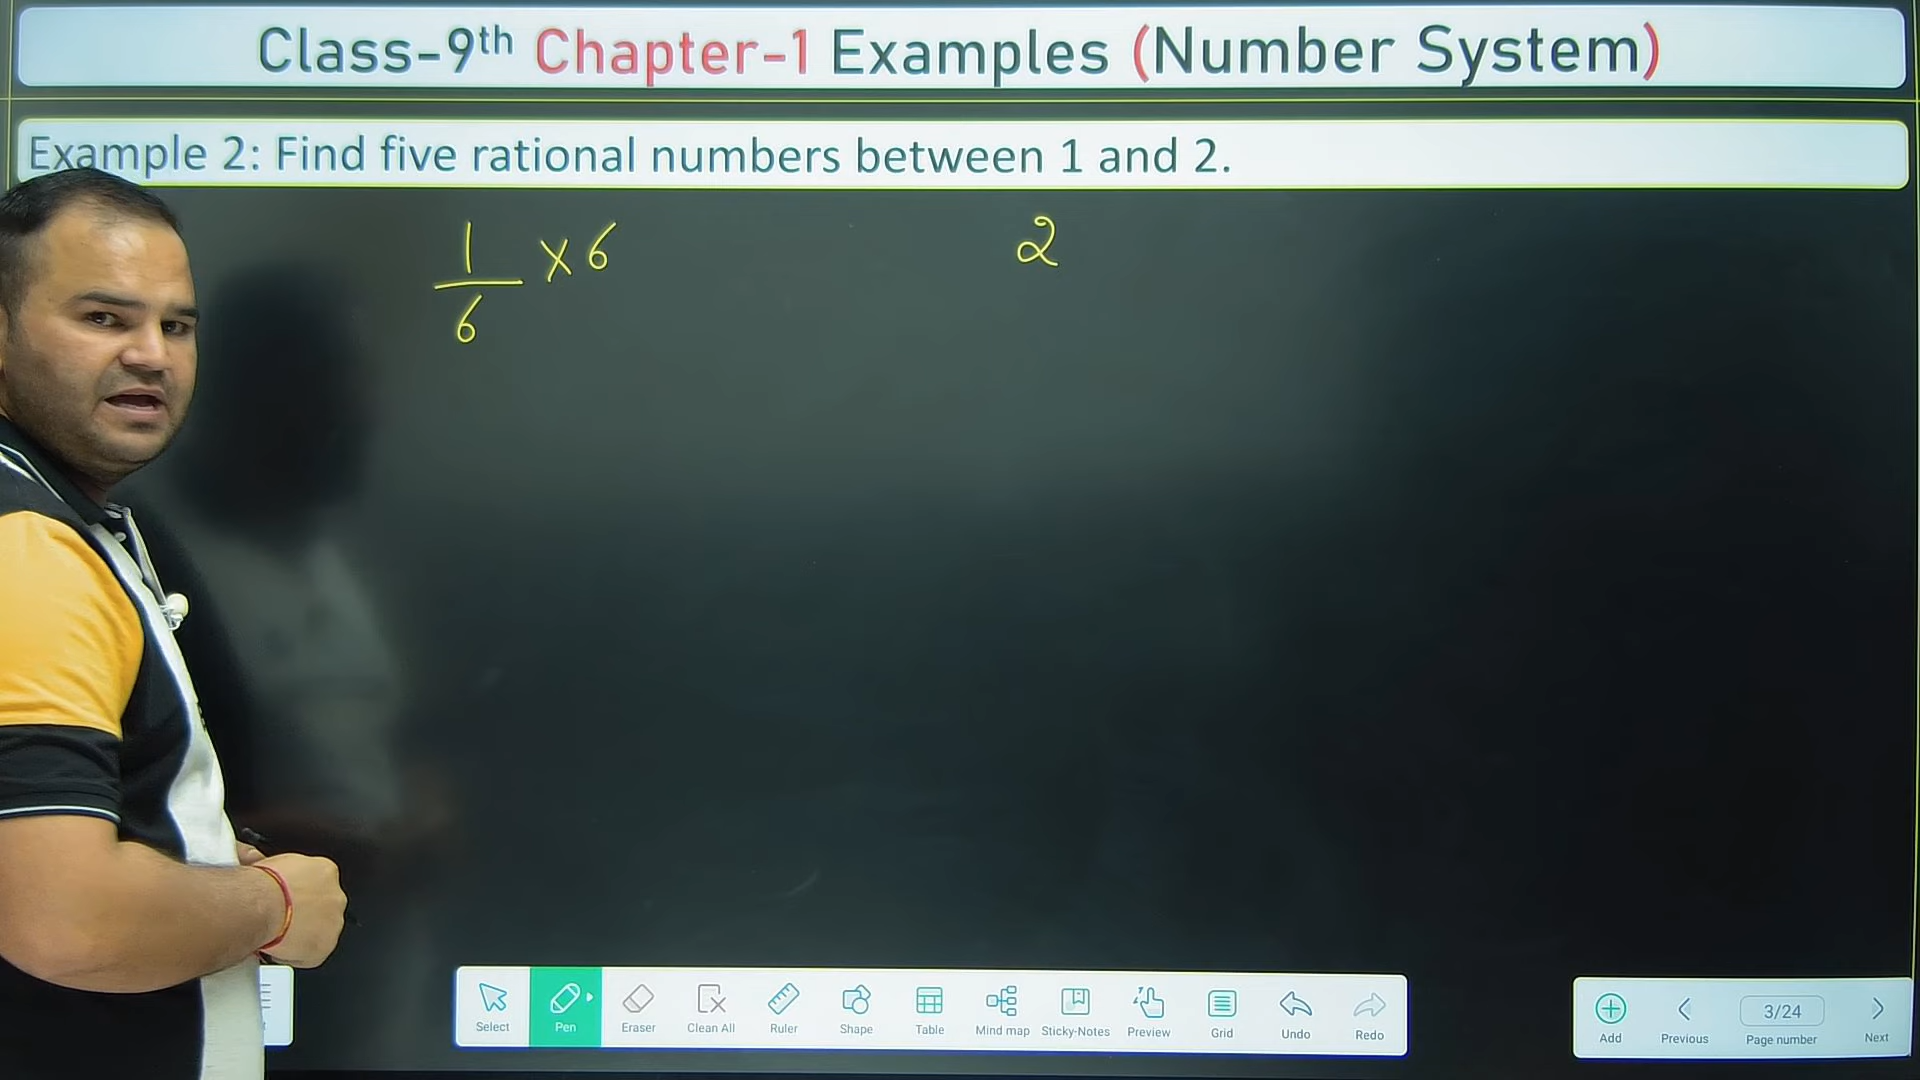 Class-9th Chapter-1 Examples (Number System)
Example 2: Find five rational numbers between 1 and 2.
1/6 × 6
2
Select Pen Eraser Clean All Ruler Shape Table Mind map Sticky-Notes Preview Grid Undo Redo
Add Previous 3/24 Page number Next